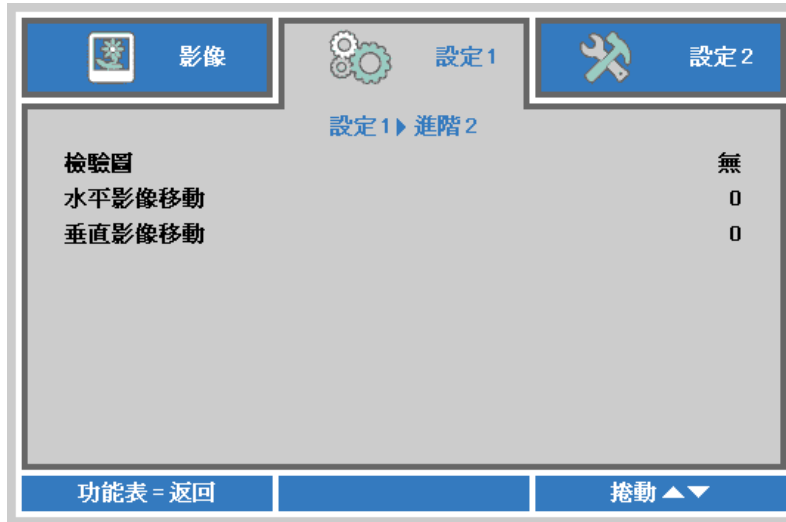 影像 設定1 設定2
設定1▶進階2
檢驗圖 無
水平影像移動 0
垂直影像移動 0
功能表=返回 捲動▲▼